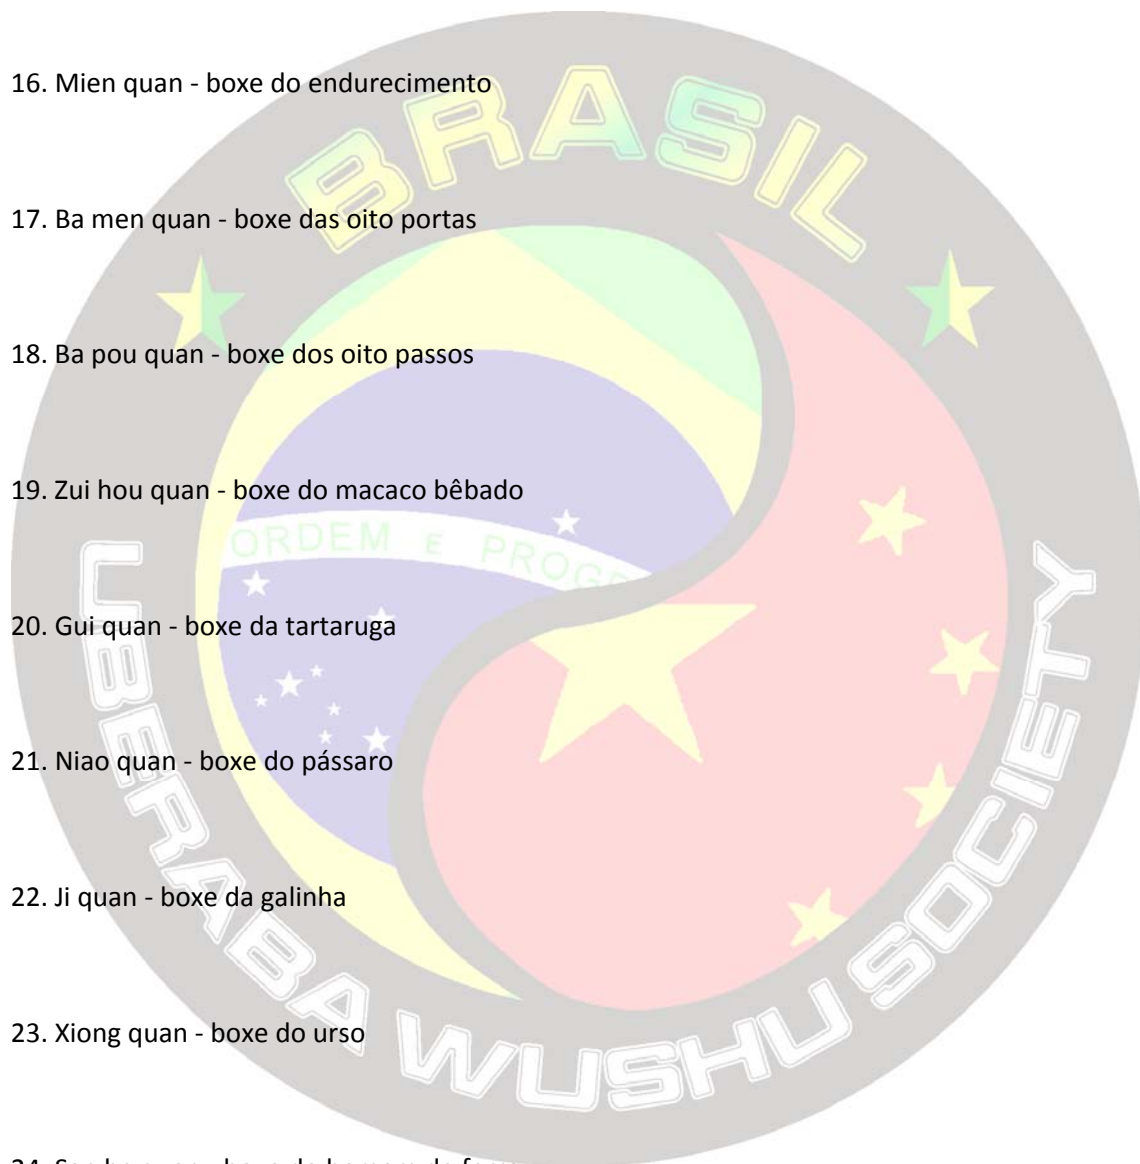 BRASIL
16. Mien quan - boxe do endurecimento
17. Ba men quan - boxe das oito portas
18. Ba pou quan - boxe dos oito passos
19. Zui hou quan - boxe do macaco bêbado
ORDEM E
20. Gui quan - boxe da tartaruga
21. Niao quan - boxe do pássaro
22. Ji quan - boxe da galinha
23. Xiong quan - boxe do urso
UBERABA WUSHU SOCIETY